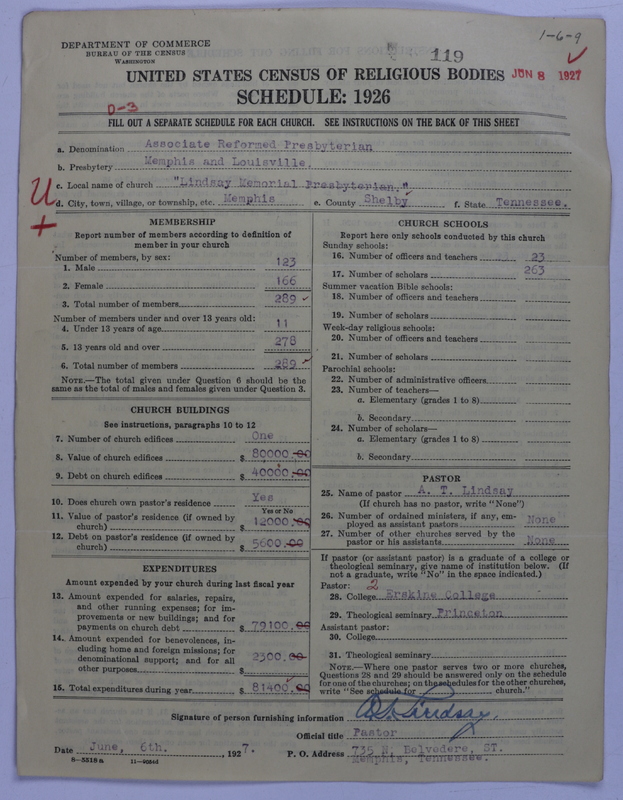 1-6-9
DEPARTMENT OF COMMERCE
BUREAU OF THE CENSUS
WASHINGTON
119
UNITED STATES CENSUS OF RELIGIOUS BODIES
JUN 8 1927
SCHEDULE: 1926
D-3
FILL OUT A SEPARATE SCHEDULE FOR EACH CHURCH. SEE INSTRUCTIONS ON THE BACK OF THIS SHEET
a. Denomination Associate Reformed Presbyterian
b. Presbytery Memphis and Louisville.
c. Local name of church "Lindsay Memorial Presbyterian."
U
d. City, town, village, or township, etc. Memphis e. County Shelby f. State Tennessee.
+
MEMBERSHIP
Report number of members according to definition of
member in your church
Number of members, by sex:
1. Male 123
2. Female 166
3. Total number of members 289
Number of members under and over 13 years old:
4. Under 13 years of age 11
5. 13 years old and over 278
6. Total number of members 289
NOTE.—The total given under Question 6 should be the
same as the total of males and females given under Question 3.
CHURCH BUILDINGS
See instructions, paragraphs 10 to 12
7. Number of church edifices One
8. Value of church edifices $ 80000.00
9. Debt on church edifices $ 40000.00
10. Does church own pastor's residence Yes
Yes or No
11. Value of pastor's residence (if owned by
church) $ 12000.00
12. Debt on pastor's residence (if owned by
church) $ 5600.00
EXPENDITURES
Amount expended by your church during last fiscal year
13. Amount expended for salaries, repairs,
and other running expenses; for im-
provements or new buildings; and for
payments on church debt $ 79100.00
14. Amount expended for benevolences, in-
cluding home and foreign missions; for
denominational support; and for all
other purposes $ 2300.00
15. Total expenditures during year $ 81400.00
CHURCH SCHOOLS
Report here only schools conducted by this church
Sunday schools:
16. Number of officers and teachers 23
17. Number of scholars 263
Summer vacation Bible schools:
18. Number of officers and teachers
19. Number of scholars
Week-day religious schools:
20. Number of officers and teachers
21. Number of scholars
Parochial schools:
22. Number of administrative officers
23. Number of teachers—
a. Elementary (grades 1 to 8)
b. Secondary
24. Number of scholars—
a. Elementary (grades 1 to 8)
b. Secondary
PASTOR
25. Name of pastor A. T. Lindsay
(If church has no pastor, write "None")
26. Number of ordained ministers, if any, em-
ployed as assistant pastors None
27. Number of other churches served by the
pastor or his assistants None
If pastor (or assistant pastor) is a graduate of a college or
theological seminary, give name of institution below. (If
not a graduate, write "No" in the space indicated.)
Pastor: 2
28. College Erskine College
29. Theological seminary Princeton
Assistant pastor:
30. College
31. Theological seminary
NOTE.—Where one pastor serves two or more churches,
Questions 28 and 29 should be answered only on the schedule
for one of the churches; on the schedules for the other churches,
write "See schedule for church."
Signature of person furnishing information A. T. Lindsay
Official title Pastor
Date June, 6th. , 1927.
P. O. Address 735 N. Belvedere, ST.
Memphis, Tennessee.
8—5518 a 11—9054d